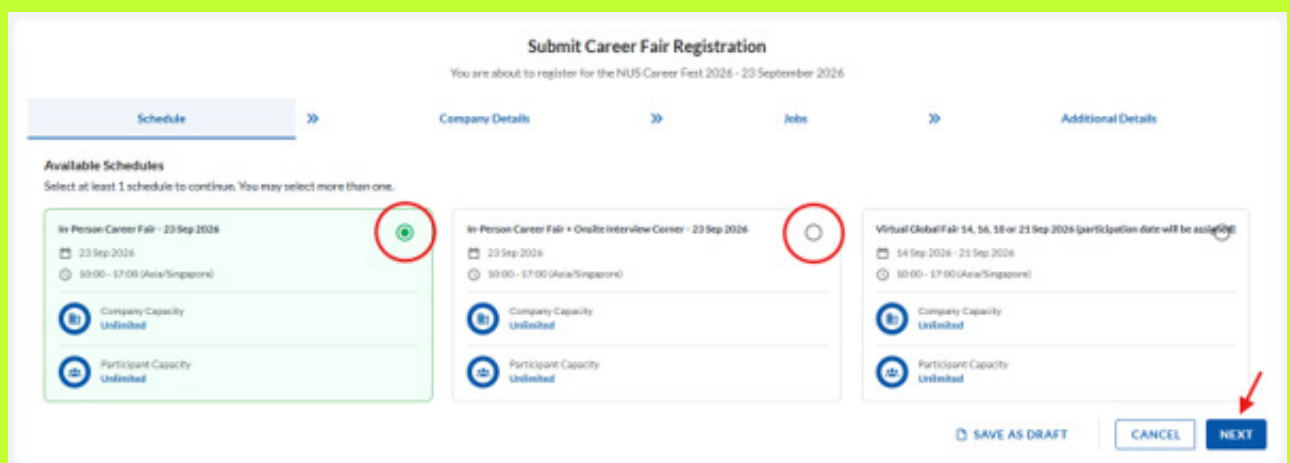 Submit Career Fair Registration
You are about to register for the NUS Career Fest 2026 - 23 September 2026
Schedule
Company Details
Jobs
Additional Details
Available Schedules
Select at least 1 schedule to continue. You may select more than one.
In-Person Career Fair - 23 Sep 2026
23 Sep 2026
10:00 - 17:00 (Asia/Singapore)
Company Capacity
Unlimited
Participant Capacity
Unlimited
In-Person Career Fair + Onsite Interview Corner - 23 Sep 2026
23 Sep 2026
10:00 - 17:00 (Asia/Singapore)
Company Capacity
Unlimited
Participant Capacity
Unlimited
Virtual Global Fair 14, 16, 18 or 21 Sep 2026 (participation date will be assigned)
14 Sep 2026 - 21 Sep 2026
10:00 - 17:00 (Asia/Singapore)
Company Capacity
Unlimited
Participant Capacity
Unlimited
SAVE AS DRAFT
CANCEL
NEXT